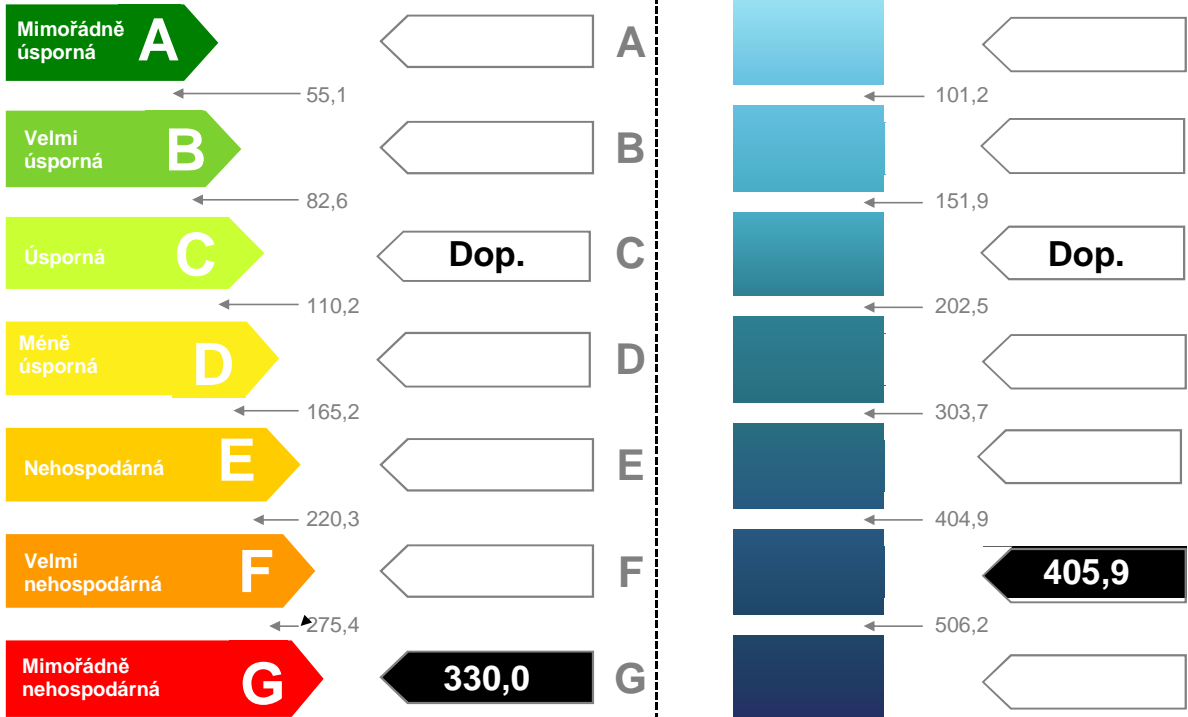 Mimořádně
úsporná
A
A
55,1
101,2
Velmi
úsporná
B
B
82,6
151,9
Úsporná
C
Dop.
C
Dop.
110,2
202,5
Méně
úsporná
D
D
165,2
303,7
Nehospodárná
E
E
220,3
404,9
Velmi
nehospodárná
F
F
405,9
275,4
506,2
Mimořádně
nehospodárná
G
330,0
G